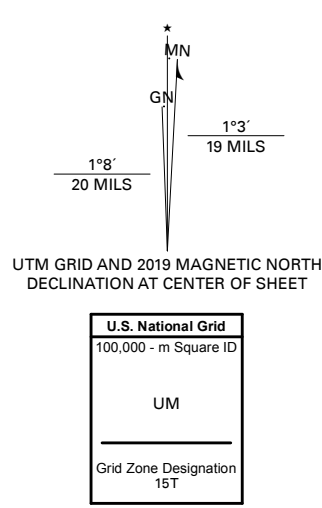 ★
MN
GN
1°3´
19 MILS
1°8´
20 MILS
UTM GRID AND 2019 MAGNETIC NORTH
DECLINATION AT CENTER OF SHEET
U.S. National Grid
100,000 - m Square ID
UM
Grid Zone Designation
15T